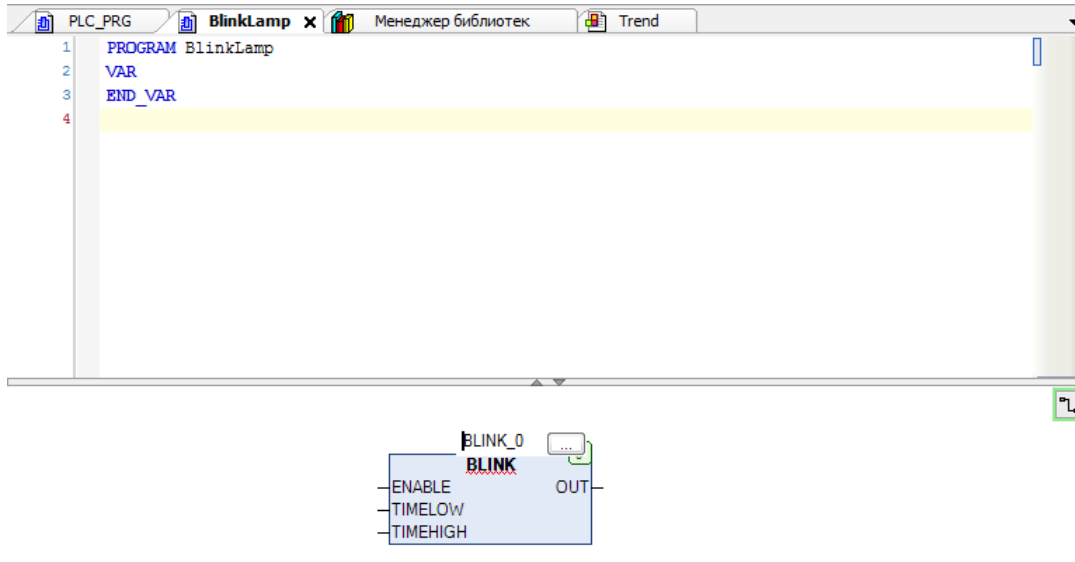 PLC_PRG BlinkLamp x Менеджер библиотек Trend
1 PROGRAM BlinkLamp
2 VAR
3 END_VAR
4
BLINK_0 ...
BLINK
ENABLE OUT
TIMELOW
TIMEHIGH